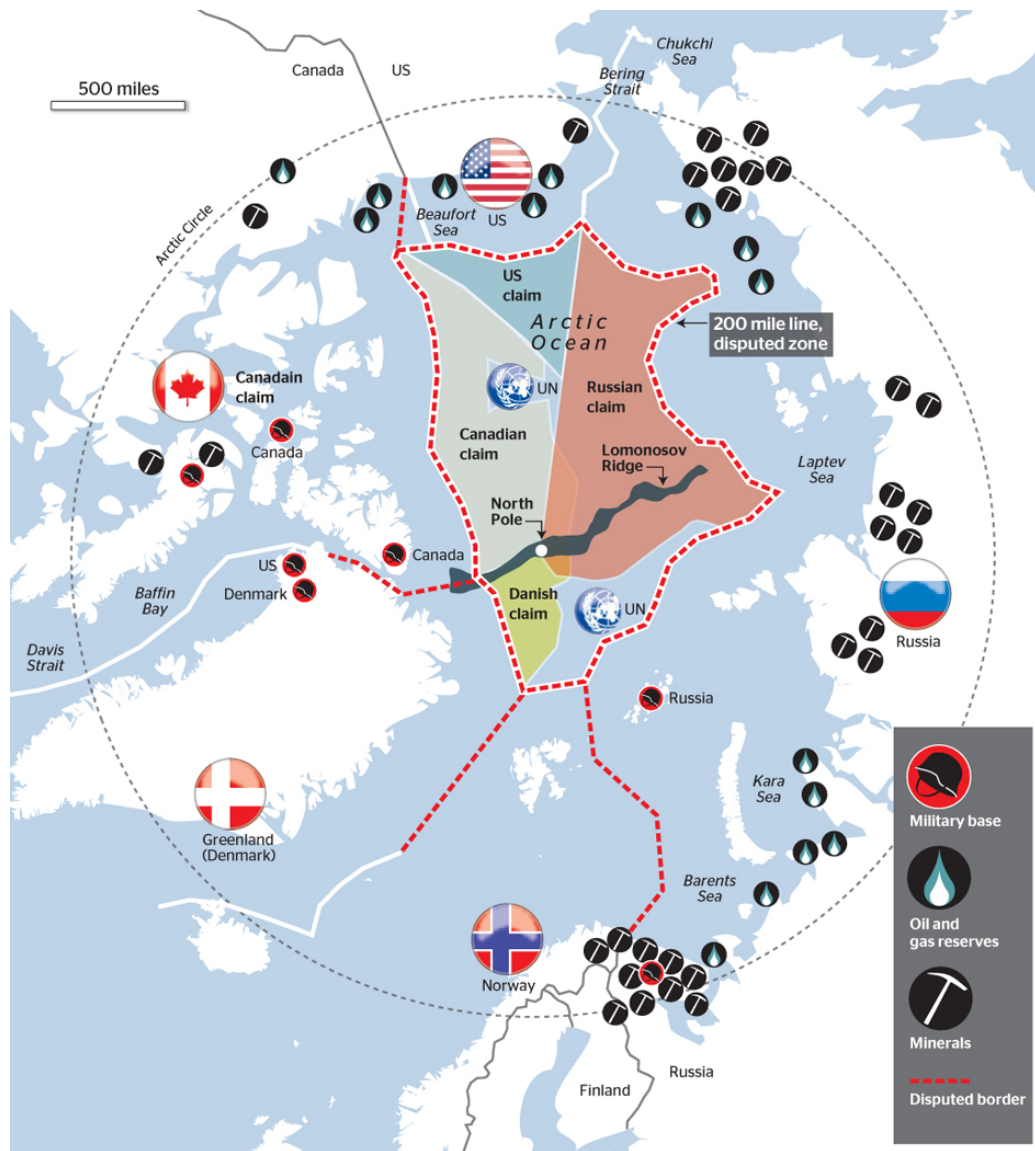 Chukchi
Sea
Bering
Strait
Canada
US
500 miles
Arctic Circle
Beaufort
Sea
US
US
claim
Arctic
Ocean
200 mile line,
disputed zone
UN
Russian
claim
Canadain
claim
Canada
Canadian
claim
Lomonosov
Ridge
Laptev
Sea
North
Pole
Canada
US
Denmark
Baffin
Bay
Danish
claim
UN
Russia
Davis
Strait
Russia
Kara
Sea
Greenland
(Denmark)
Barents
Sea
Norway
Finland
Russia
Military base
Oil and
gas reserves
Minerals
Disputed border